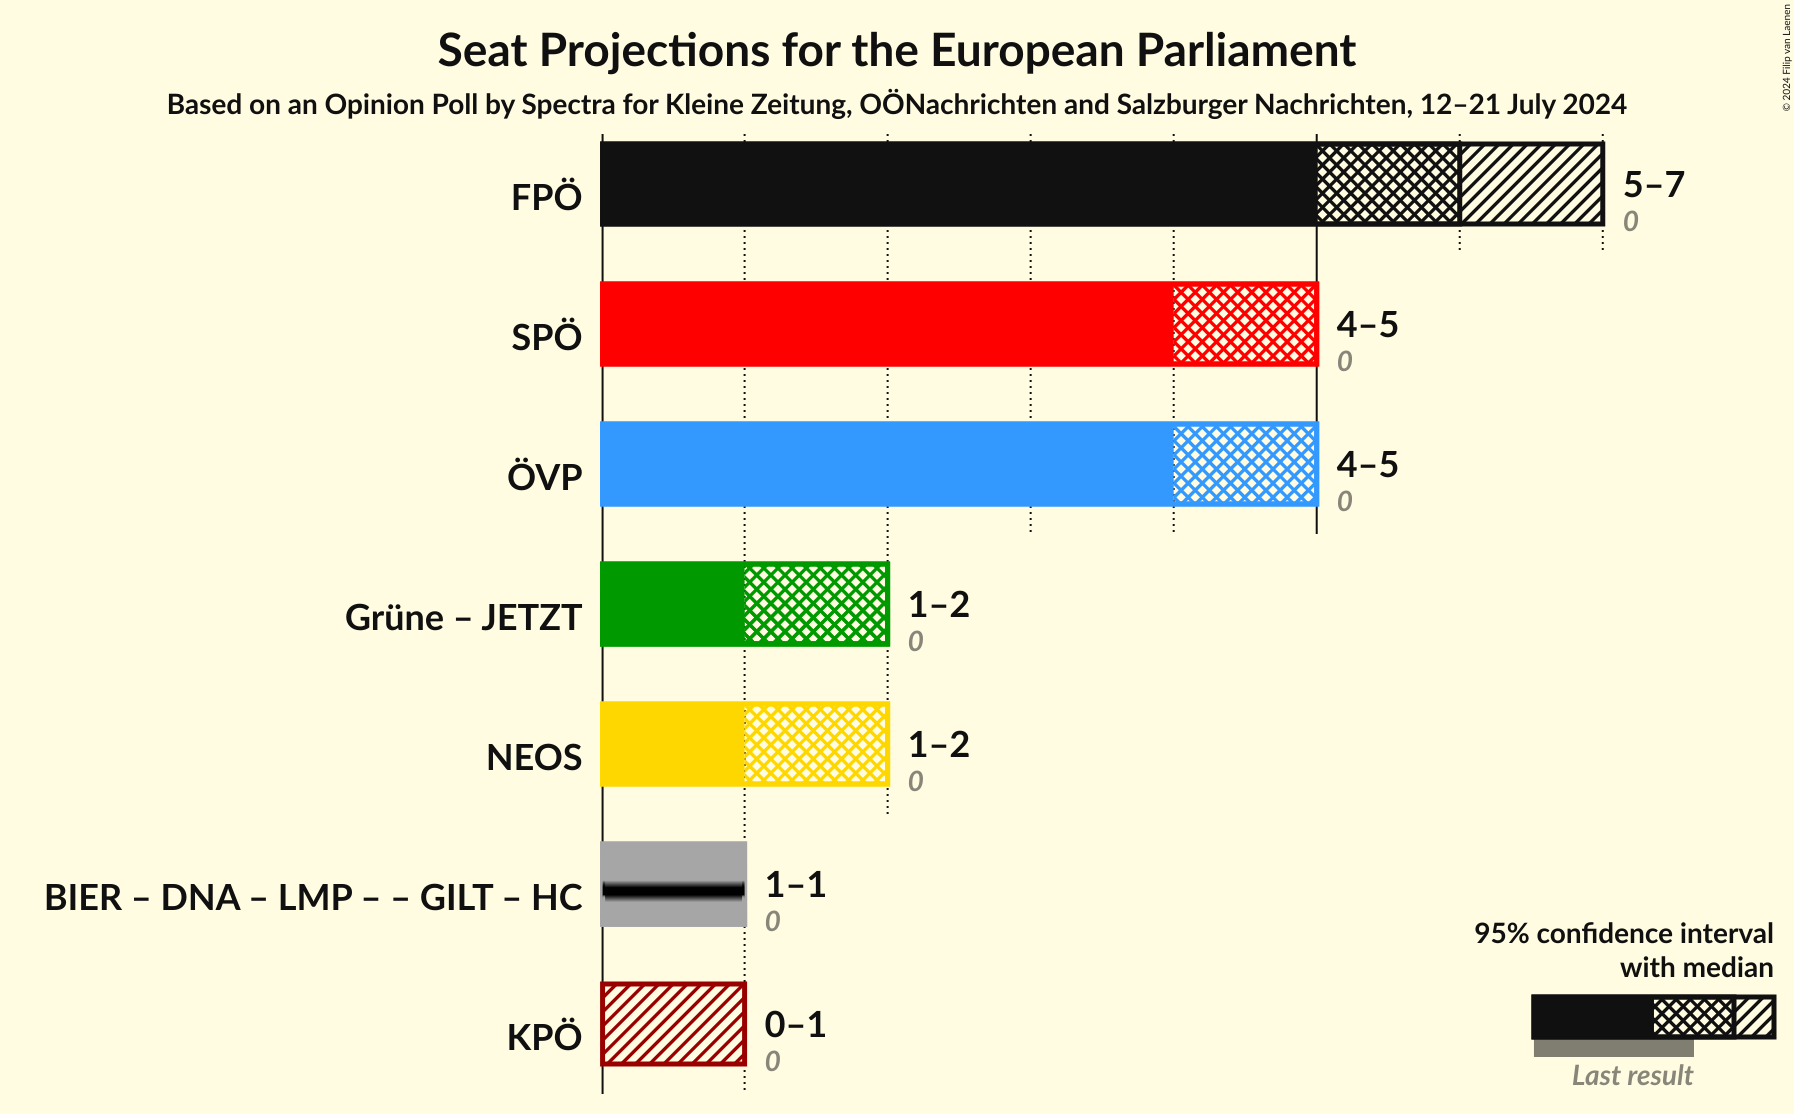 Seat Projections for the European Parliament
Based on an Opinion Poll by Spectra for Kleine Zeitung, OÖNachrichten and Salzburger Nachrichten, 12–21 July 2024
© 2024 Filip van Laenen
FPÖ
5–7
0
SPÖ
4–5
0
ÖVP
4–5
0
Grüne – JETZT
1–2
0
NEOS
1–2
0
BIER – DNA – LMP – – GILT – HC
1–1
0
KPÖ
0–1
0
95% confidence interval
with median
Last result